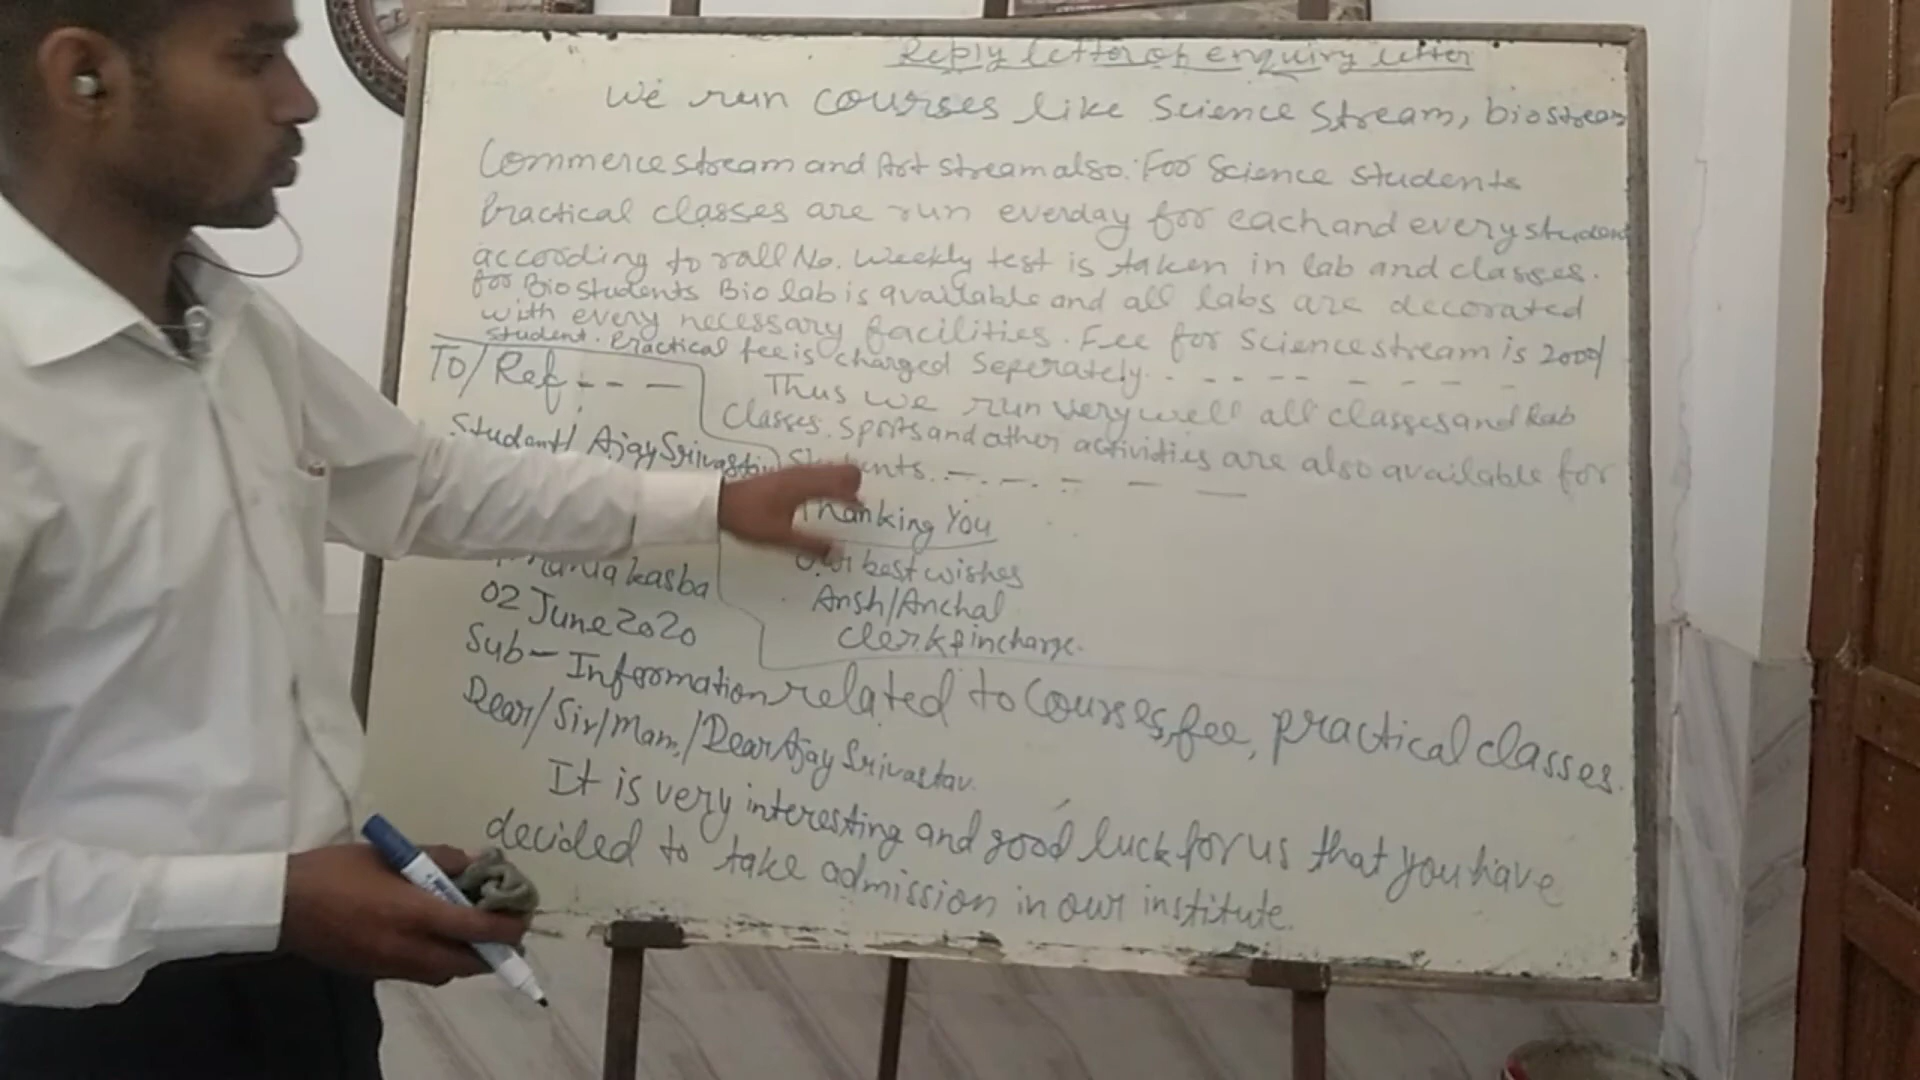 Reply letter of enquiry letter
We run courses like Science Stream, biostream
Commerce stream and Art stream also. For Science students
Practical classes are run everday for each and every student
according to roll No. Weekly test is taken in lab and classes.
for Bio students Bio lab is available and all labs are decorated
with every necessary facilities. Fee for Science stream is 2000/
student. Practical fee is charged Seperately. - - - - - - - -
Thus we run very well all classes and Lab
Classes. Sports and other activities are also available for
Students. - - - - - -
Thanking You
Our best wishes
Ansh/Anchal
Clerk & incharge.
To/Ref - - -
Student/ Ajay Srivastav
kasba
02 June 2020
Sub- Information related to Courses, fee, practical classes.
Dear/Sir/Mam,/Dear Ajay Srivastav.
It is very interesting and good luck for us that you have
decided to take admission in our institute.